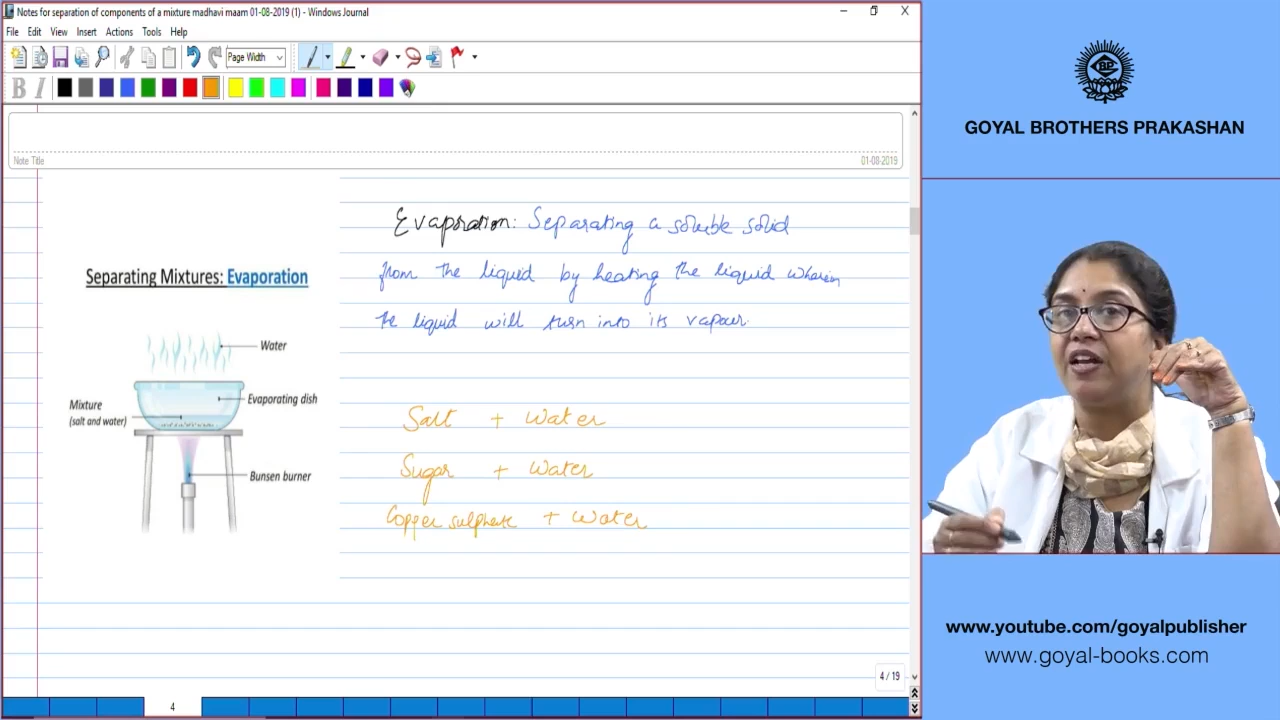 Notes for separation of components of a mixture madhavi maam 01-08-2019 (1) - Windows Journal
File Edit View Insert Actions Tools Help
Page Width
B I
Note Title
01-08-2019
Evaporation: Separating a soluble solid
from the liquid by heating the liquid wherein
the liquid will turn into its vapour.
Separating Mixtures: Evaporation
Water
Evaporating dish
Mixture
(salt and water)
Bunsen burner
Salt + Water
Sugar + Water
Copper sulphate + Water
4 / 19
4
GOYAL BROTHERS PRAKASHAN
www.youtube.com/goyalpublisher
www.goyal-books.com